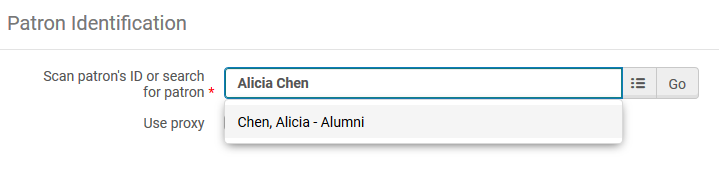 Patron Identification
Scan patron's ID or search
for patron *
Alicia Chen
Go
Chen, Alicia - Alumni
Use proxy